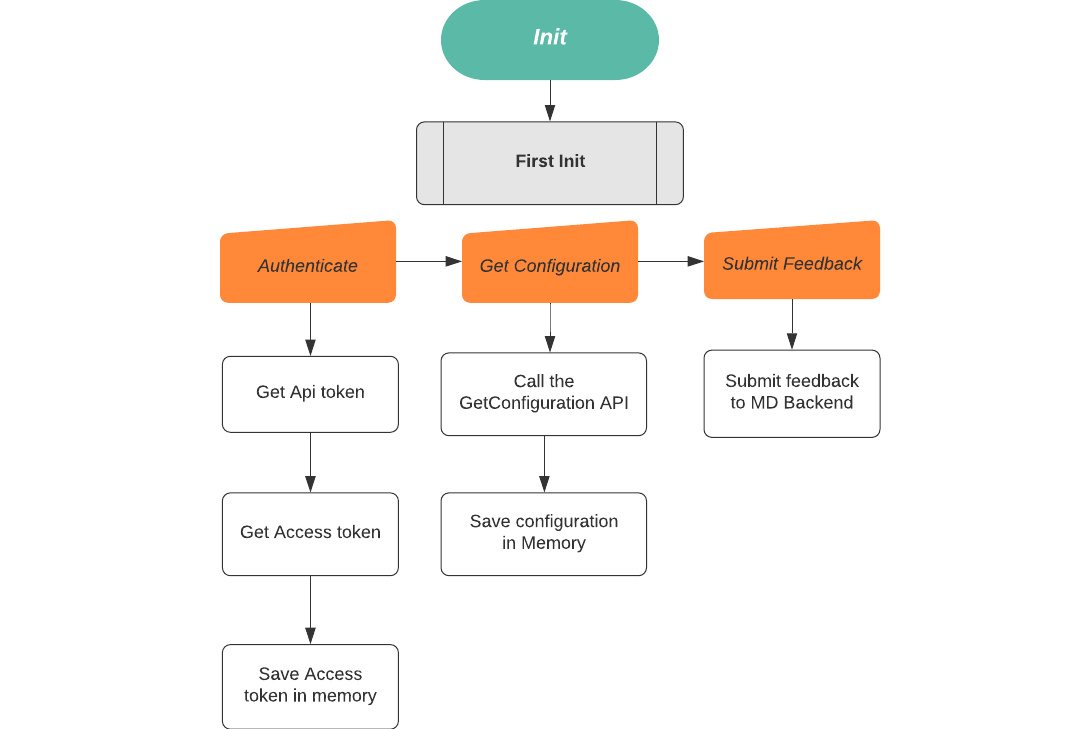 Init
First Init
Authenticate
Get Configuration
Submit Feedback
Get Api token
Call the
GetConfiguration API
Submit feedback
to MD Backend
Get Access token
Save configuration
in Memory
Save Access
token in memory